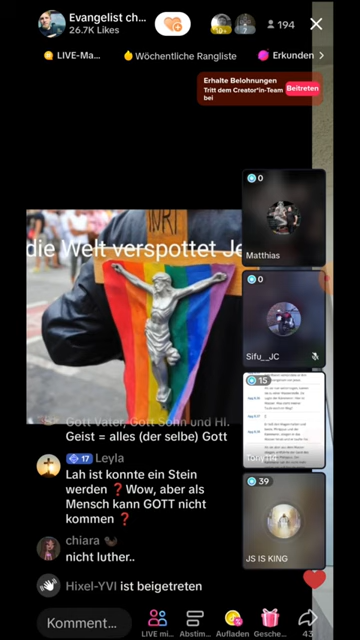 Evangelist ch...
26.7K Likes
194
LIVE-Ma...
Wöchentliche Rangliste
Erkunden
Erhalte Belohnungen
Tritt dem Creator*in-Team bei
Beitreten
0
Matthias
die Welt verspottet Je
0
Sifu__JC
15
Gott Vater, Gott Sohn und Hl.
Geist = alles (der selbe) Gott
17 Leyla
Lah ist konnte ein Stein
werden ❓Wow, aber als
Mensch kann GOTT nicht
kommen ❓
39
JS IS KING
chiara
nicht luther..
Hixel-YVI ist beigetreten
Komment...
LIVE mi...
Abstim...
Aufladen
Gesche...
43